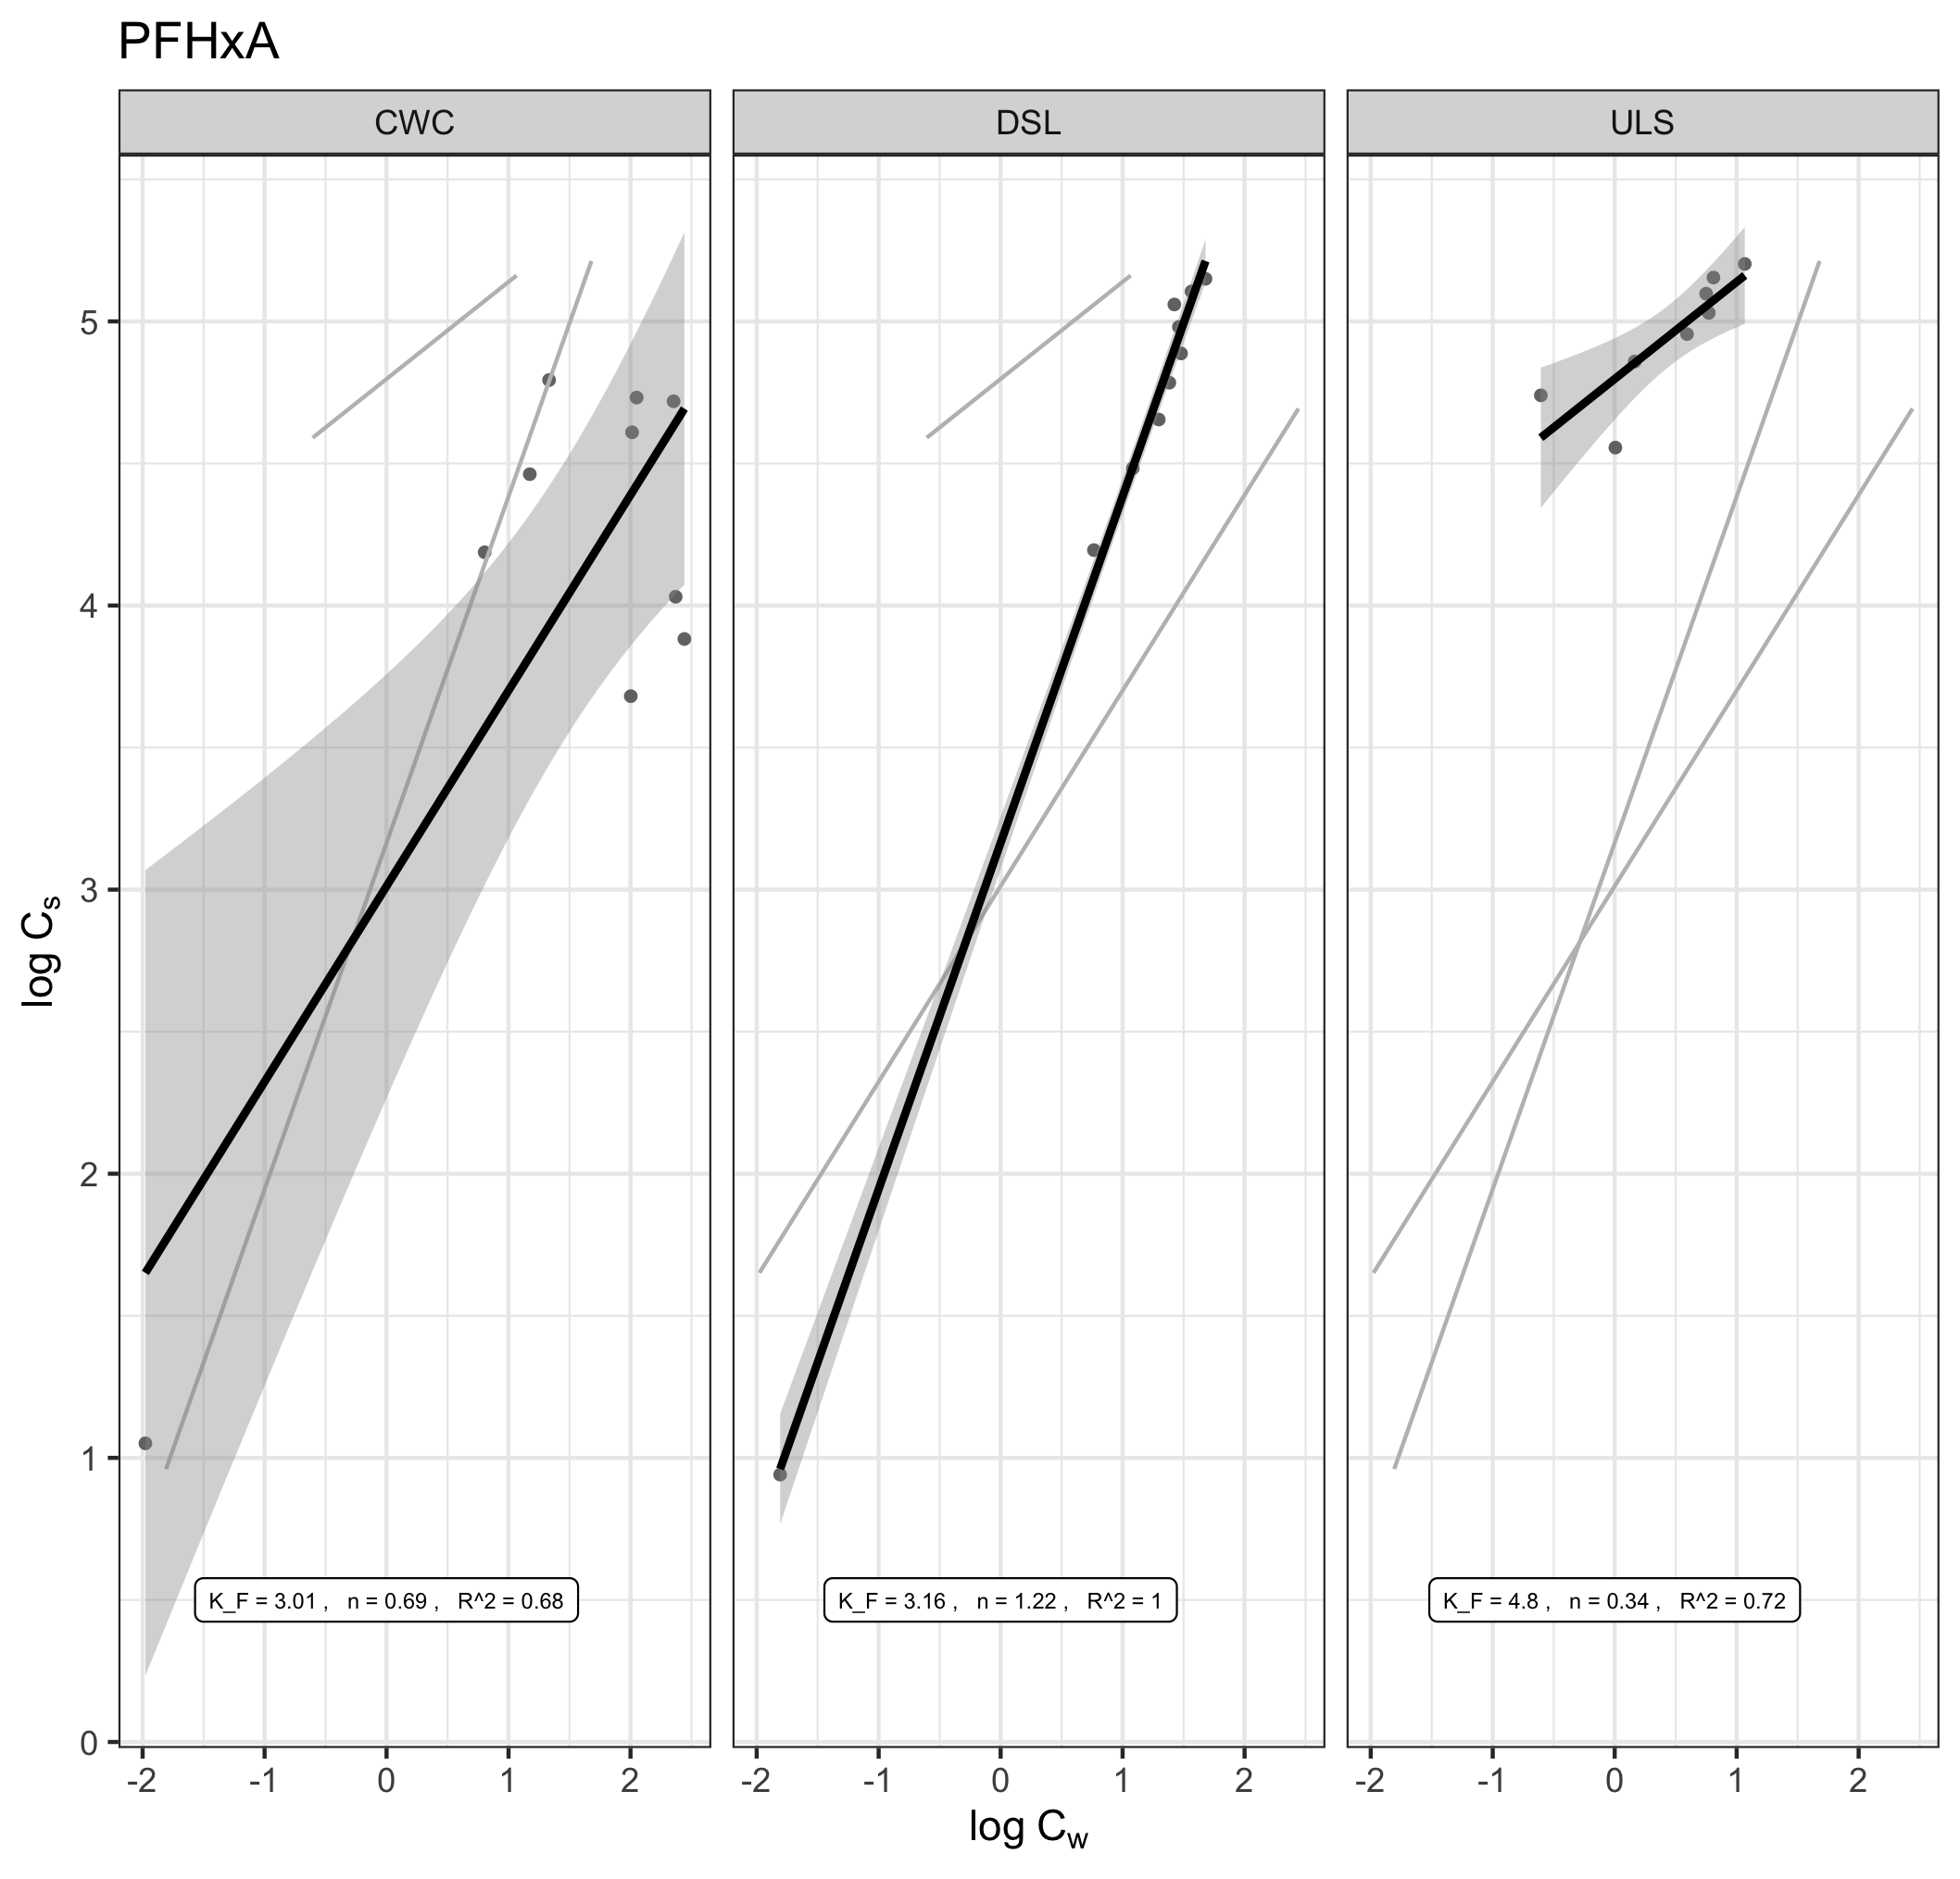 PFHxA
CWC
DSL
ULS
5
4
3
2
1
0
log Cs
K_F = 3.01 ,   n = 0.69 ,   R^2 = 0.68
K_F = 3.16 ,   n = 1.22 ,   R^2 = 1
K_F = 4.8 ,   n = 0.34 ,   R^2 = 0.72
-2 -1 0 1 2
-2 -1 0 1 2
-2 -1 0 1 2
log Cw